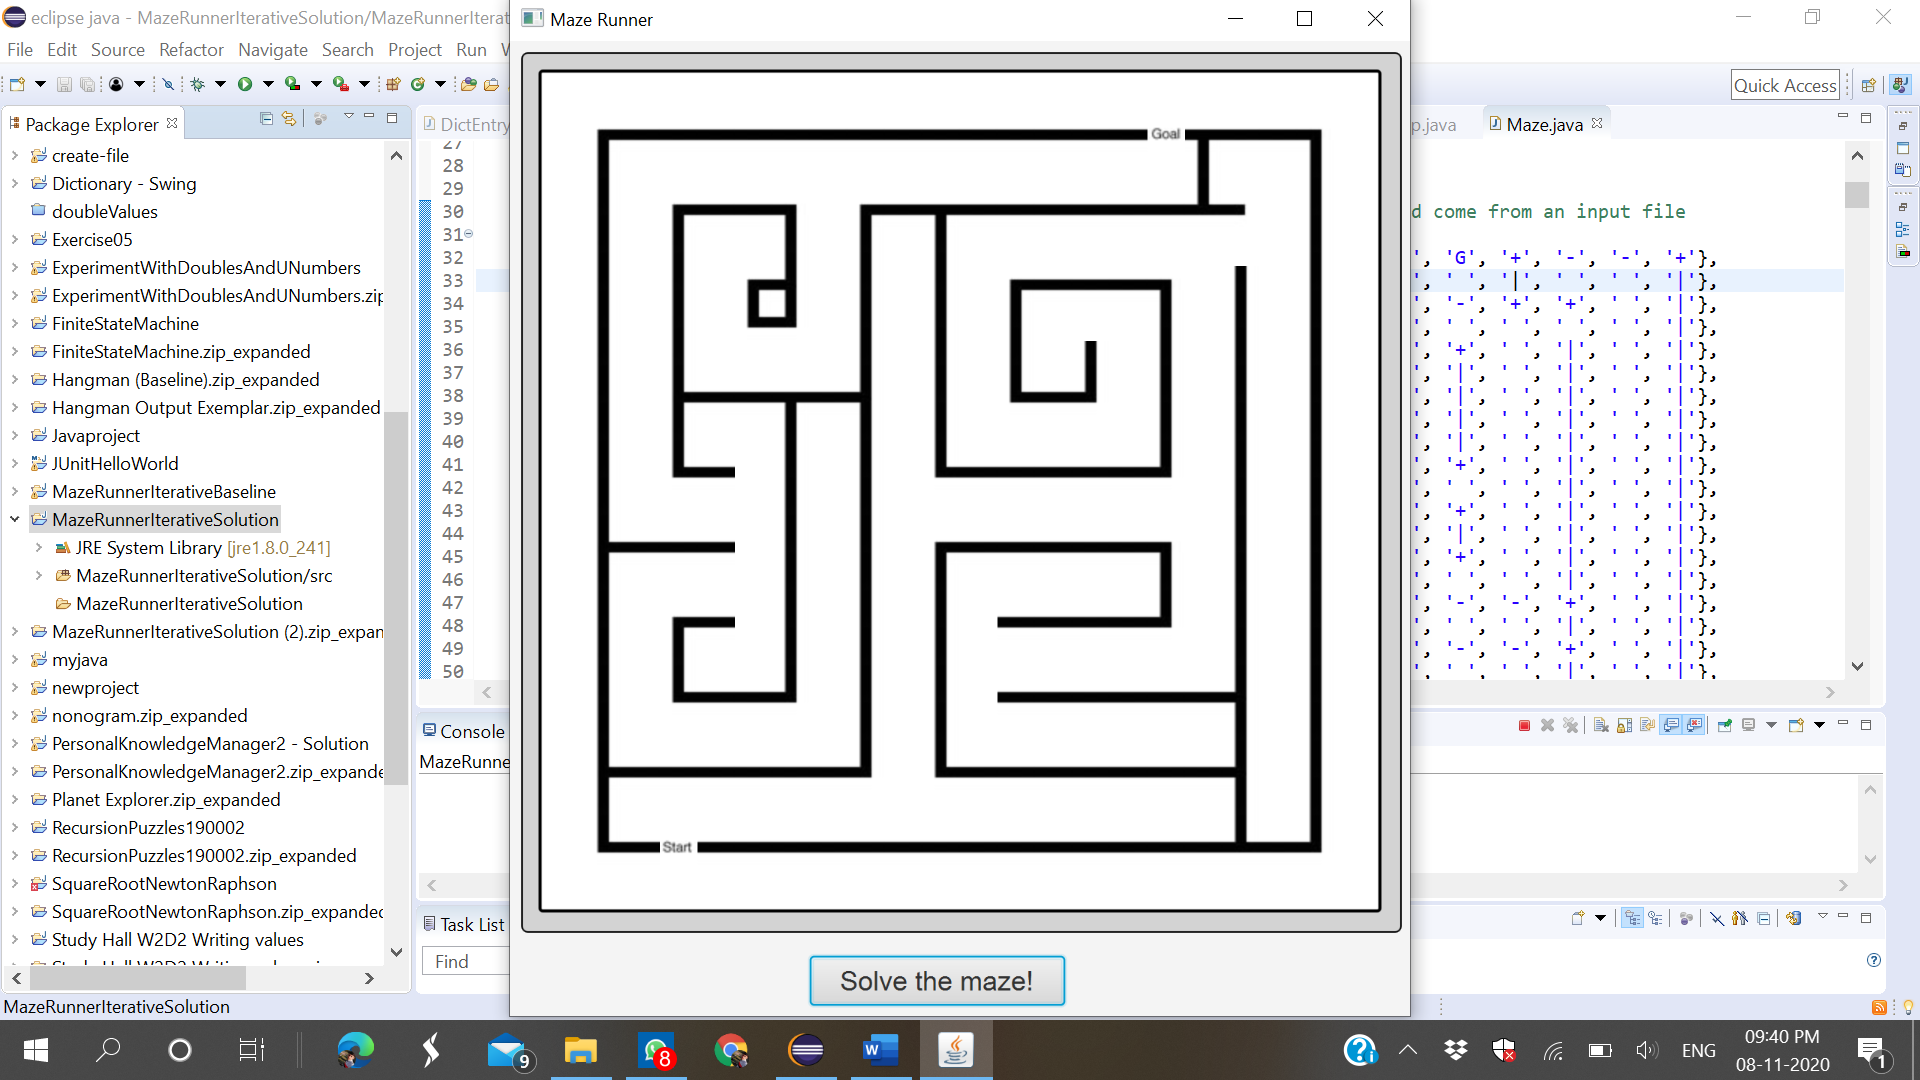 eclipse java - MazeRunnerIterativeSolution/MazeRunnerIterat
Maze Runner
File Edit Source Refactor Navigate Search Project Run
Quick Access
Package Explorer
DictEntry
p.java
Maze.java
create-file
Dictionary - Swing
doubleValues
Exercise05
ExperimentWithDoublesAndUNumbers
ExperimentWithDoublesAndUNumbers.zip
FiniteStateMachine
FiniteStateMachine.zip_expanded
Hangman (Baseline).zip_expanded
Hangman Output Exemplar.zip_expanded
Javaproject
JUnitHelloWorld
MazeRunnerIterativeBaseline
MazeRunnerIterativeSolution
JRE System Library [jre1.8.0_241]
MazeRunnerIterativeSolution/src
MazeRunnerIterativeSolution
MazeRunnerIterativeSolution (2).zip_expan
myjava
newproject
nonogram.zip_expanded
PersonalKnowledgeManager2 - Solution
PersonalKnowledgeManager2.zip_expande
Planet Explorer.zip_expanded
RecursionPuzzles190002
RecursionPuzzles190002.zip_expanded
SquareRootNewtonRaphson
SquareRootNewtonRaphson.zip_expanded
Study Hall W2D2 Writing values
27
28
29
30
31
32
33
34
35
36
37
38
39
40
41
42
43
44
45
46
47
48
49
50
Goal
Start
Solve the maze!
d come from an input file
', 'G', '+', '-', '-', '+'},
', ' ', '|', ' ', ' ', '|'},
', '-', '+', '+', ' ', '|'},
', ' ', ' ', ' ', ' ', '|'},
', '+', ' ', '|', ' ', '|'},
', '|', ' ', '|', ' ', '|'},
', '|', ' ', '|', ' ', '|'},
', '|', ' ', '|', ' ', '|'},
', '|', ' ', '|', ' ', '|'},
', '+', ' ', '|', ' ', '|'},
', ' ', ' ', '|', ' ', '|'},
', '+', ' ', '|', ' ', '|'},
', '|', ' ', '|', ' ', '|'},
', '+', ' ', '|', ' ', '|'},
', ' ', ' ', '|', ' ', '|'},
', '-', '-', '+', ' ', '|'},
', ' ', ' ', '|', ' ', '|'},
', '-', '-', '+', ' ', '|'},
Console
MazeRunne
Task List
Find
MazeRunnerIterativeSolution
9
8
ENG
09:40 PM
08-11-2020
1